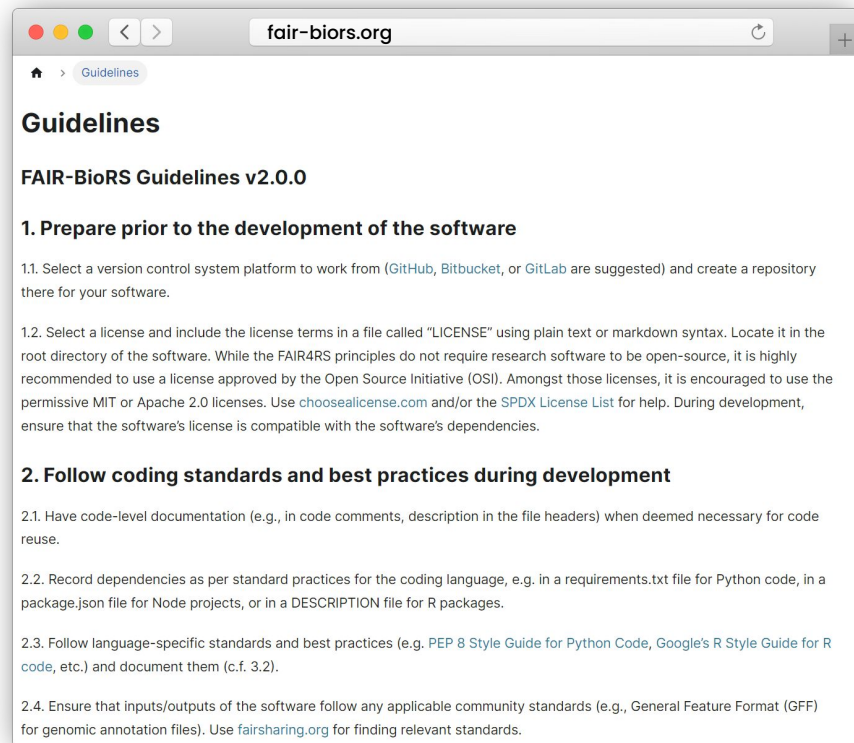 fair-biors.org
Guidelines
Guidelines
FAIR-BioRS Guidelines v2.0.0
1. Prepare prior to the development of the software
1.1. Select a version control system platform to work from (GitHub, Bitbucket, or GitLab are suggested) and create a repository
there for your software.
1.2. Select a license and include the license terms in a file called “LICENSE” using plain text or markdown syntax. Locate it in the
root directory of the software. While the FAIR4RS principles do not require research software to be open-source, it is highly
recommended to use a license approved by the Open Source Initiative (OSI). Amongst those licenses, it is encouraged to use the
permissive MIT or Apache 2.0 licenses. Use choosealicense.com and/or the SPDX License List for help. During development,
ensure that the software’s license is compatible with the software’s dependencies.
2. Follow coding standards and best practices during development
2.1. Have code-level documentation (e.g., in code comments, description in the file headers) when deemed necessary for code
reuse.
2.2. Record dependencies as per standard practices for the coding language, e.g. in a requirements.txt file for Python code, in a
package.json file for Node projects, or in a DESCRIPTION file for R packages.
2.3. Follow language-specific standards and best practices (e.g. PEP 8 Style Guide for Python Code, Google’s R Style Guide for R
code, etc.) and document them (c.f. 3.2).
2.4. Ensure that inputs/outputs of the software follow any applicable community standards (e.g., General Feature Format (GFF)
for genomic annotation files). Use fairsharing.org for finding relevant standards.